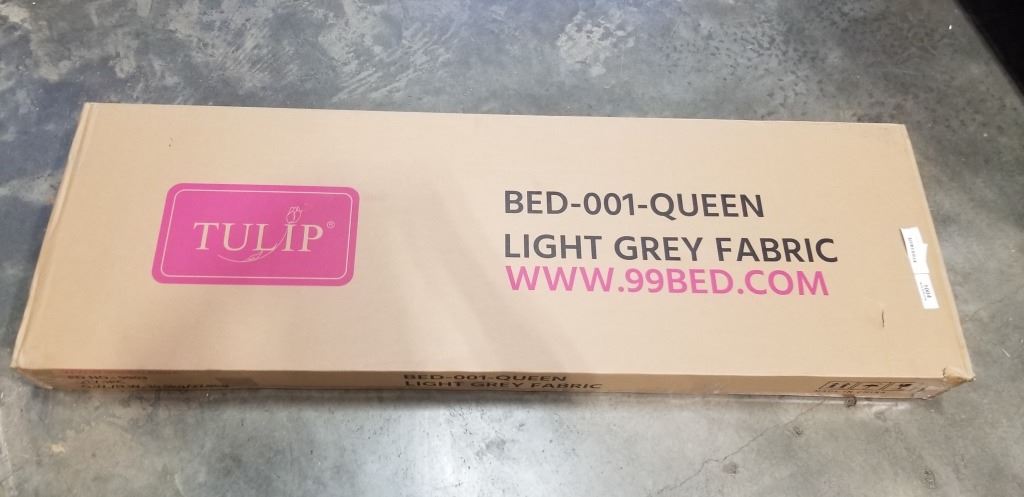 TULIP®
BED-001-QUEEN
LIGHT GREY FABRIC
WWW.99BED.COM
BED-001-QUEEN
LIGHT GREY FABRIC